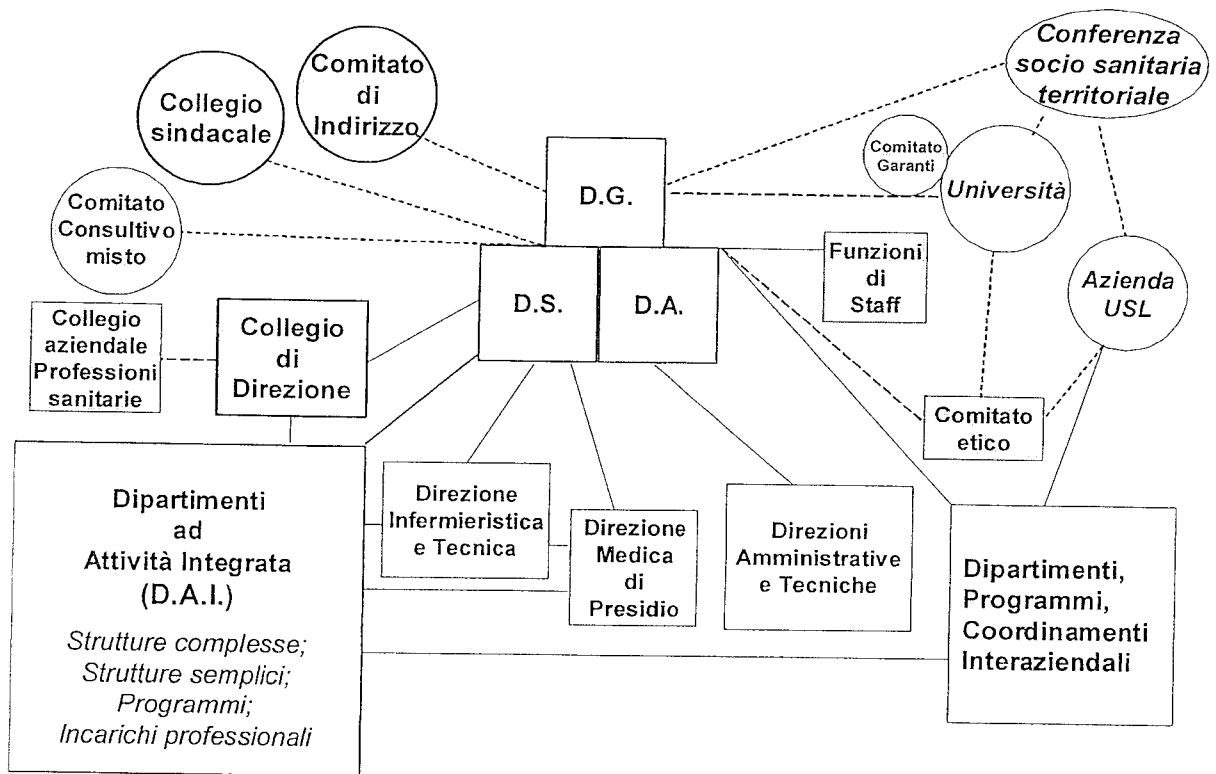 Collegio
sindacale
Comitato
di
Indirizzo
Conferenza
socio sanitaria
territoriale
Comitato
Garanti
Università
Comitato
Consultivo
misto
D.G.
D.S.
D.A.
Funzioni
di
Staff
Azienda
USL
Collegio
aziendale
Professioni
sanitarie
Collegio
di
Direzione
Comitato
etico
Dipartimenti
ad
Attività Integrata
(D.A.I.)
Strutture complesse;
Strutture semplici;
Programmi;
Incarichi professionali
Direzione
Infermieristica
e Tecnica
Direzione
Medica
di
Presidio
Direzioni
Amministrative
e Tecniche
Dipartimenti,
Programmi,
Coordinamenti
Interaziendali